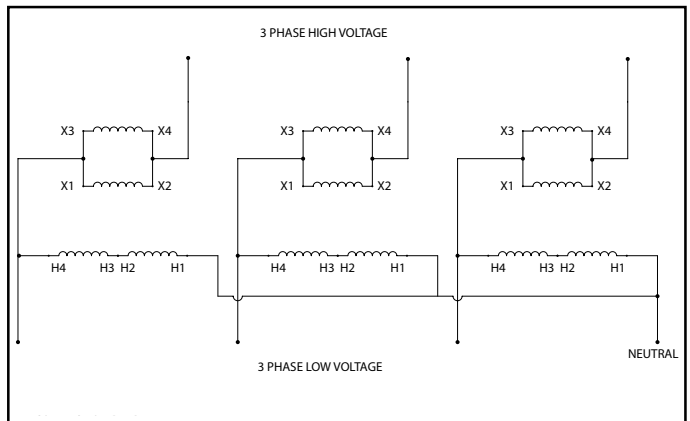 3 PHASE HIGH VOLTAGE
X3 X4 X3 X4 X3 X4
X1 X2 X1 X2 X1 X2
H4 H3 H2 H1 H4 H3 H2 H1 H4 H3 H2 H1
NEUTRAL
3 PHASE LOW VOLTAGE